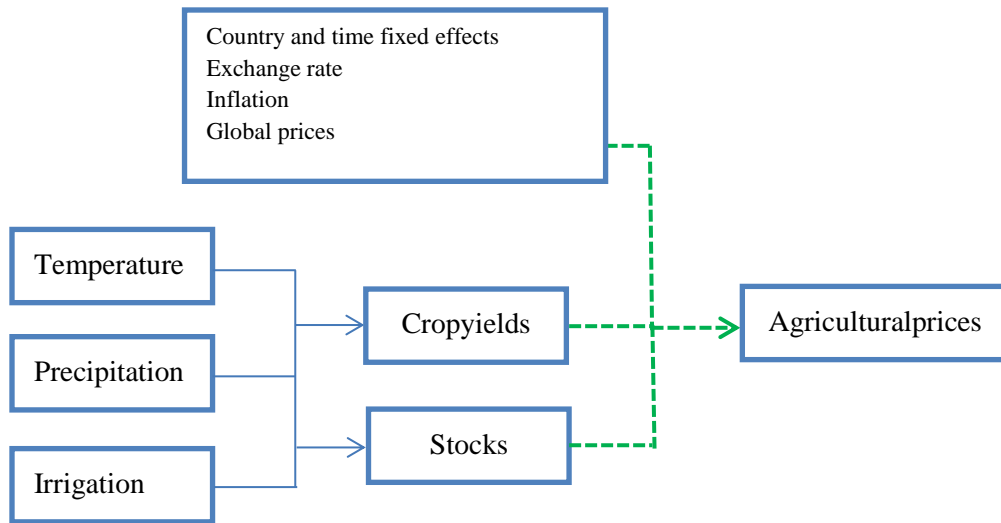 Country and time fixed effects
Exchange rate
Inflation
Global prices
Temperature
Precipitation
Irrigation
Cropyields
Stocks
Agriculturalprices